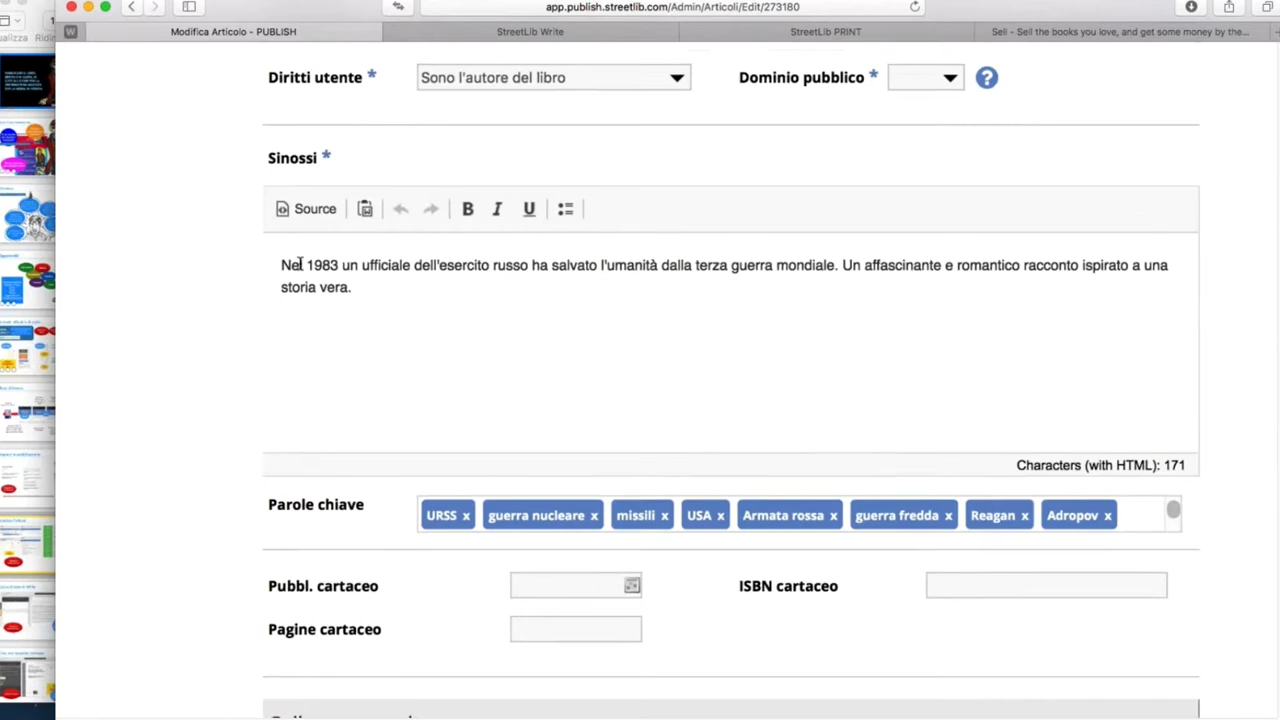 app.publish.streetlib.com/Admin/Articoli/Edit/273180
W Modifica Articolo - PUBLISH StreetLib Write StreetLib PRINT Sell - Sell the books you love, and get some money by the...
Diritti utente * Sono l'autore del libro Dominio pubblico * ?
Sinossi *
Source B I U
Nel 1983 un ufficiale dell'esercito russo ha salvato l'umanità dalla terza guerra mondiale. Un affascinante e romantico racconto ispirato a una
storia vera.
Characters (with HTML): 171
Parole chiave URSS x guerra nucleare x missili x USA x Armata rossa x guerra fredda x Reagan x Adropov x
Pubbl. cartaceo ISBN cartaceo
Pagine cartaceo